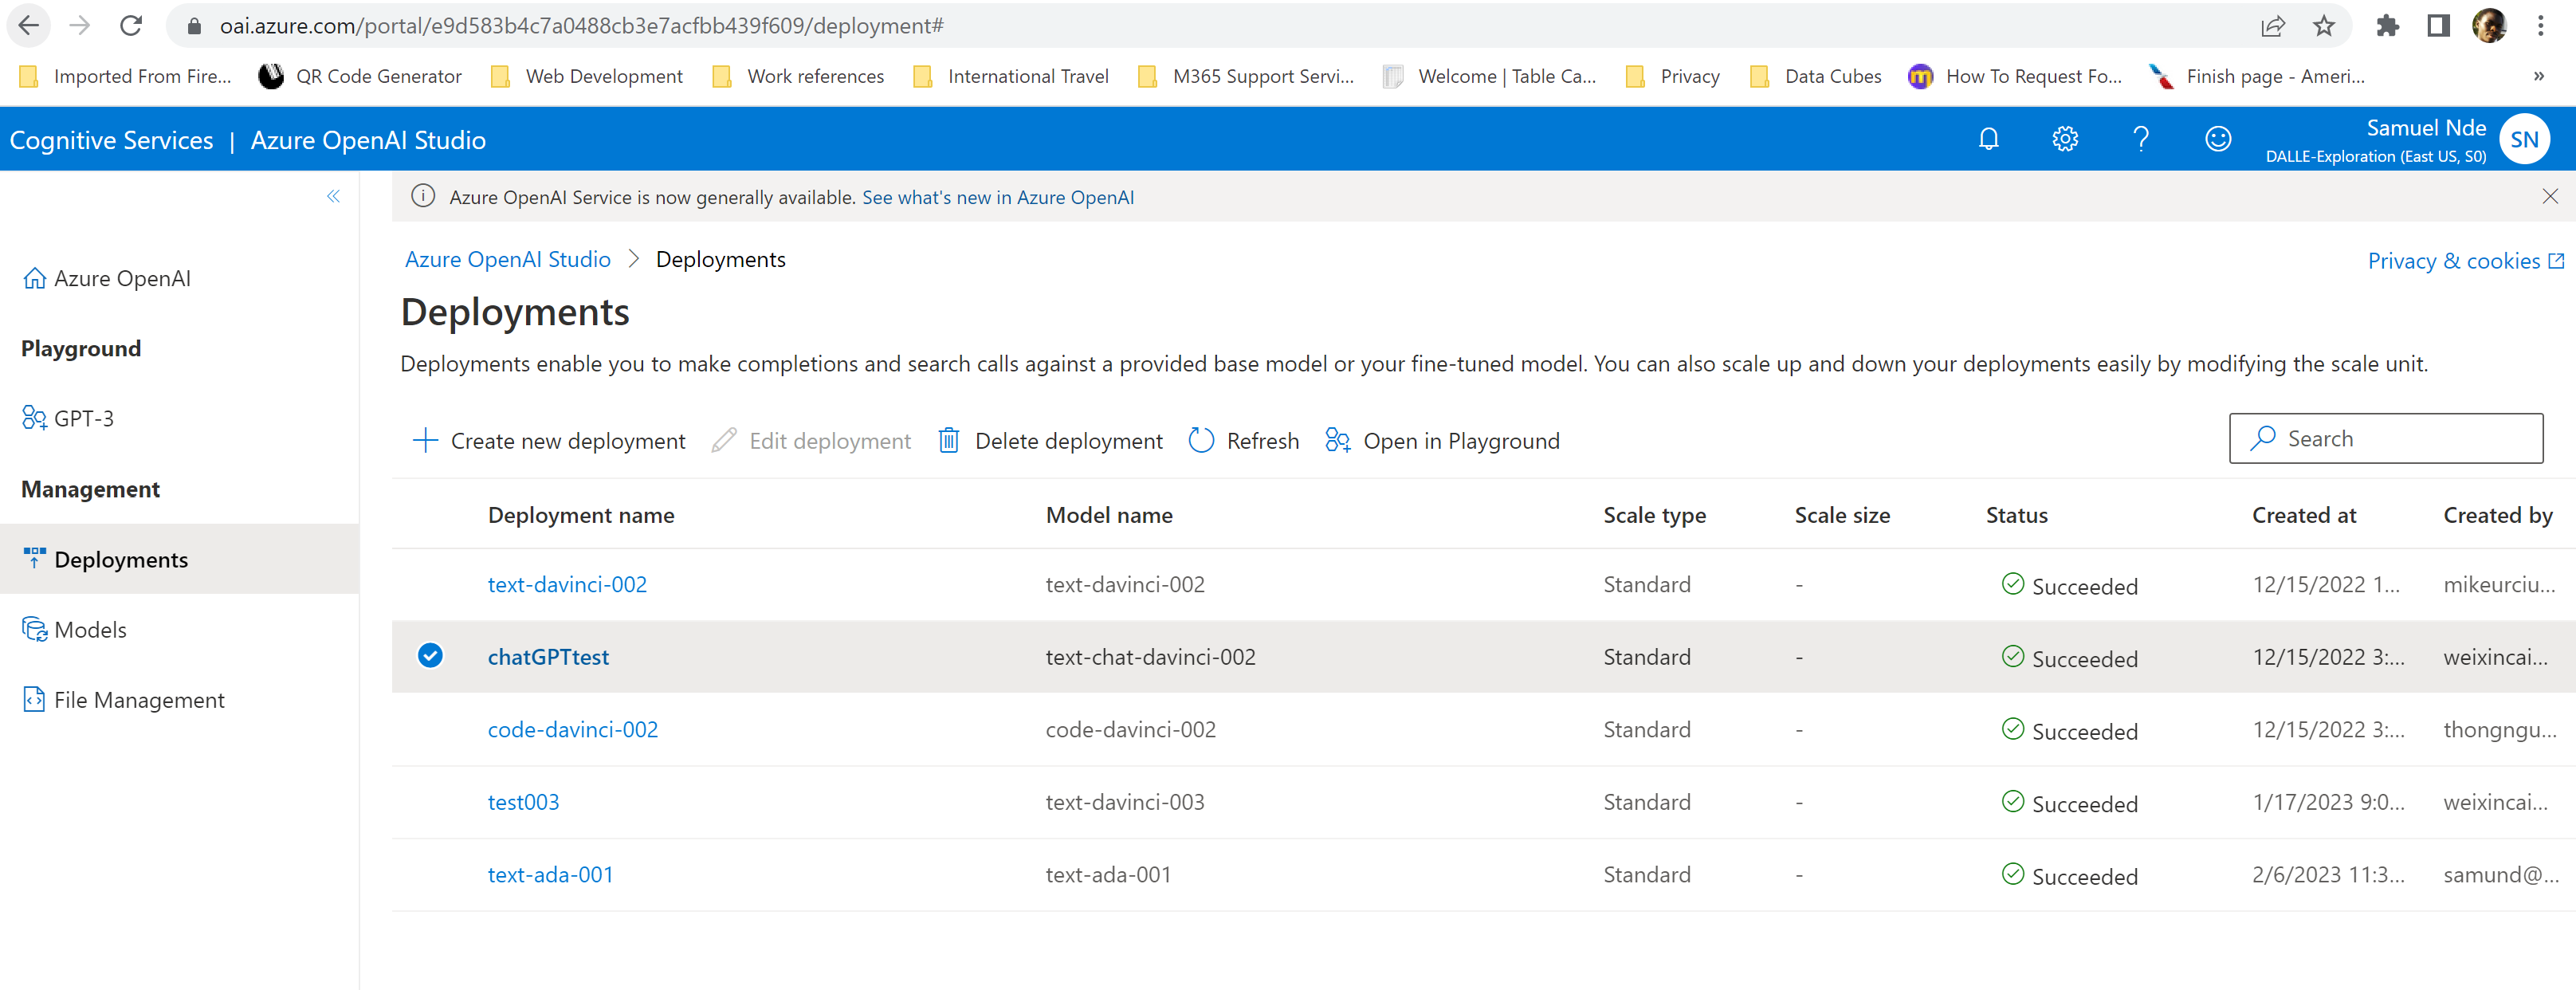 oai.azure.com/portal/e9d583b4c7a0488cb3e7acfbb439f609/deployment#
Imported From Fire... QR Code Generator Web Development Work references International Travel M365 Support Servi... Welcome | Table Ca... Privacy Data Cubes How To Request Fo... Finish page - Ameri... »
Cognitive Services | Azure OpenAI Studio
Samuel Nde
DALLE-Exploration (East US, S0)
SN
Azure OpenAI Service is now generally available. See what's new in Azure OpenAI
Azure OpenAI Studio > Deployments
Privacy & cookies
Azure OpenAI
Playground
GPT-3
Management
Deployments
Models
File Management
Deployments
Deployments enable you to make completions and search calls against a provided base model or your fine-tuned model. You can also scale up and down your deployments easily by modifying the scale unit.
Create new deployment Edit deployment Delete deployment Refresh Open in Playground Search
Deployment name Model name Scale type Scale size Status Created at Created by
text-davinci-002 text-davinci-002 Standard - Succeeded 12/15/2022 1... mikeurciu...
chatGPTtest text-chat-davinci-002 Standard - Succeeded 12/15/2022 3:... weixincai...
code-davinci-002 code-davinci-002 Standard - Succeeded 12/15/2022 3:... thongngu...
test003 text-davinci-003 Standard - Succeeded 1/17/2023 9:0... weixincai...
text-ada-001 text-ada-001 Standard - Succeeded 2/6/2023 11:3... samund@...